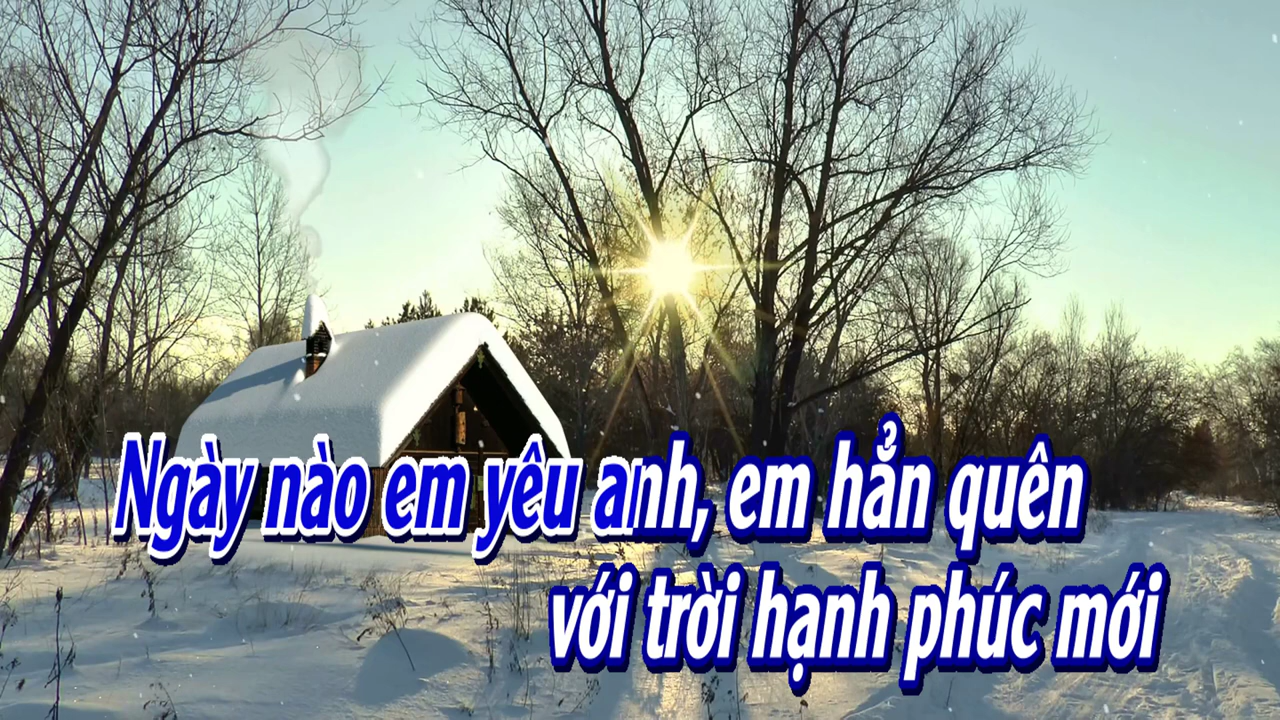 Ngày nào em yêu anh, em hẳn quên
với trời hạnh phúc mới